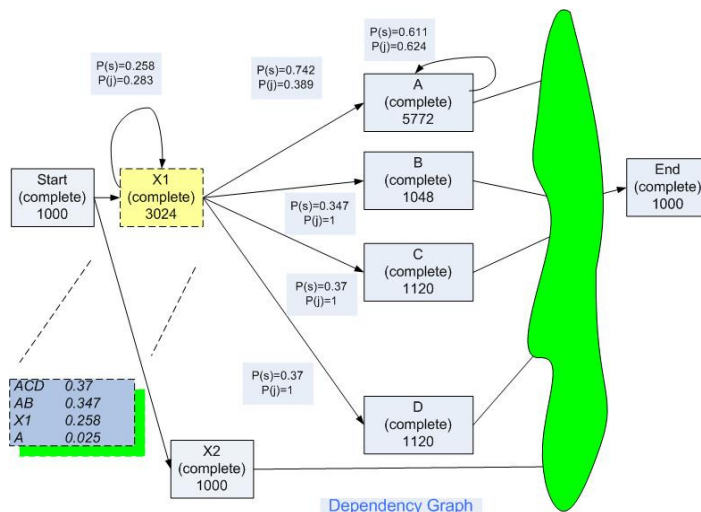 P(s)=0.258
P(j)=0.283
P(s)=0.742
P(j)=0.389
P(s)=0.611
P(j)=0.624
A
(complete)
5772
Start
(complete)
1000
X1
(complete)
3024
B
(complete)
1048
End
(complete)
1000
P(s)=0.347
P(j)=1
C
(complete)
1120
P(s)=0.37
P(j)=1
P(s)=0.37
P(j)=1
ACD 0.37
AB 0.347
X1 0.258
A 0.025
D
(complete)
1120
X2
(complete)
1000
Dependency Graph